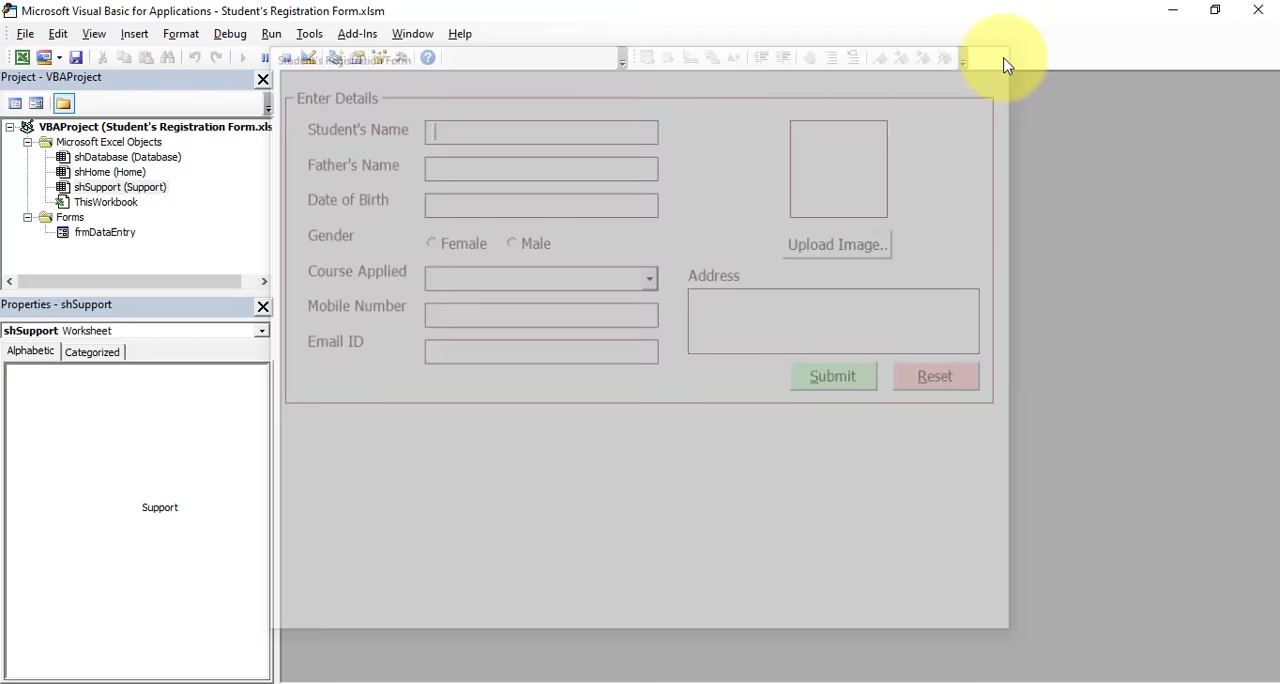 Microsoft Visual Basic for Applications - Student's Registration Form.xlsm
File Edit View Insert Format Debug Run Tools Add-Ins Window Help
Student's Registration Form
Project - VBAProject
VBAProject (Student's Registration Form.xls
Microsoft Excel Objects
shDatabase (Database)
shHome (Home)
shSupport (Support)
ThisWorkbook
Forms
frmDataEntry
Properties - shSupport
shSupport Worksheet
Alphabetic Categorized
Support
Enter Details
Student's Name
Father's Name
Date of Birth
Gender Female Male
Upload Image..
Course Applied
Address
Mobile Number
Email ID
Submit Reset